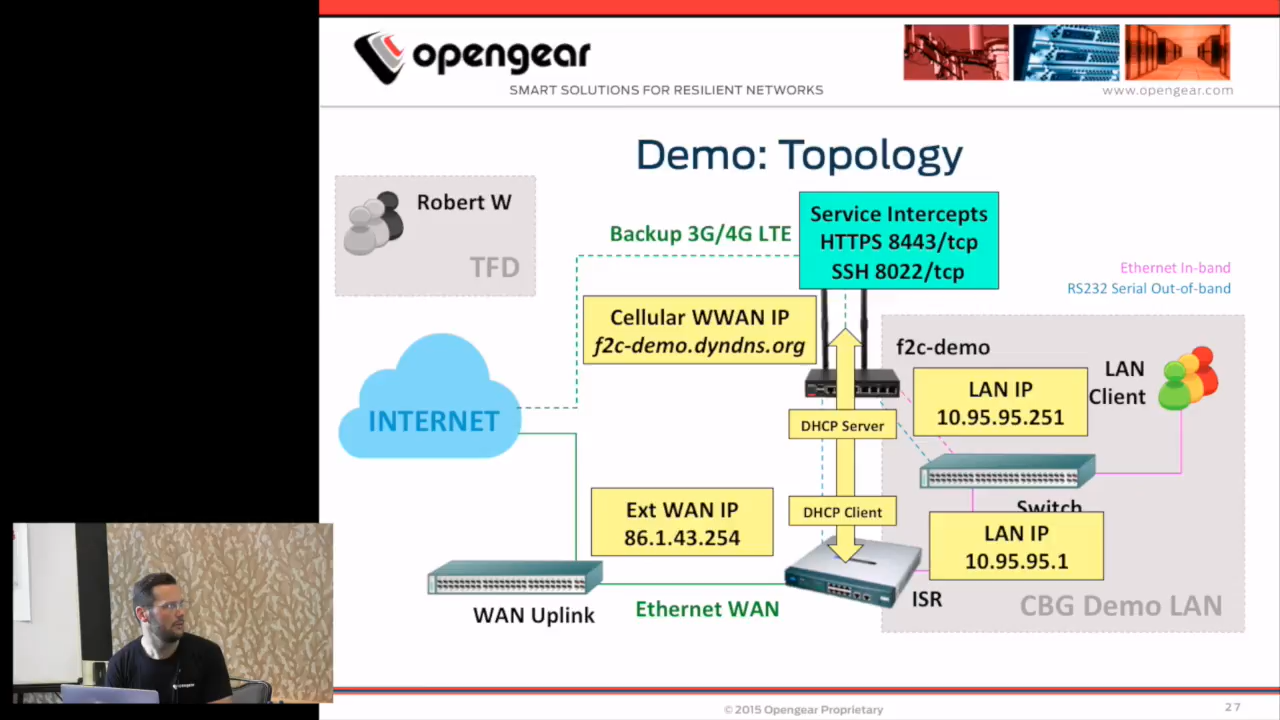 opengear
SMART SOLUTIONS FOR RESILIENT NETWORKS
www.opengear.com
Demo: Topology
Robert W
TFD
Backup 3G/4G LTE
Service Intercepts
HTTPS 8443/tcp
SSH 8022/tcp
Ethernet In-band
RS232 Serial Out-of-band
Cellular WWAN IP
f2c-demo.dyndns.org
f2c-demo
LAN
Client
LAN IP
10.95.95.251
INTERNET
DHCP Server
Switch
DHCP Client
Ext WAN IP
86.1.43.254
LAN IP
10.95.95.1
ISR
CBG Demo LAN
WAN Uplink
Ethernet WAN
© 2015 Opengear Proprietary
27